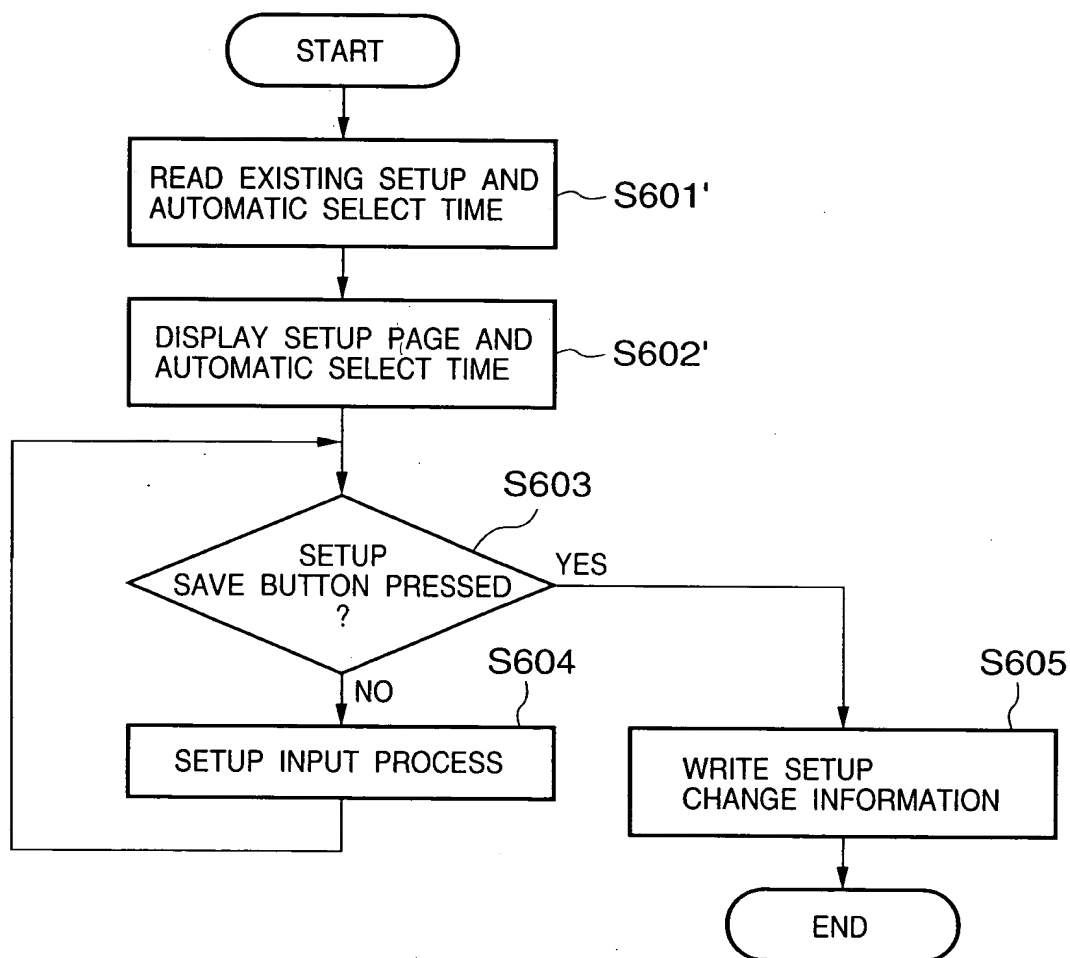 START
READ EXISTING SETUP AND
AUTOMATIC SELECT TIME
S601'
DISPLAY SETUP PAGE AND
AUTOMATIC SELECT TIME
S602'
S603
SETUP
SAVE BUTTON PRESSED
?
YES
NO
S604
SETUP INPUT PROCESS
S605
WRITE SETUP
CHANGE INFORMATION
END